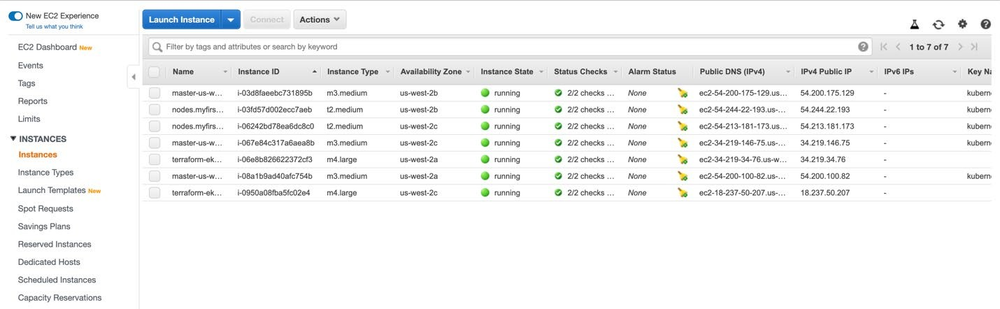 New EC2 Experience
Tell us what you think
EC2 Dashboard New
Events
Tags
Reports
Limits
INSTANCES
Instances
Instance Types
Launch Templates New
Spot Requests
Savings Plans
Reserved Instances
Dedicated Hosts
Scheduled Instances
Capacity Reservations
Launch Instance Connect Actions
Filter by tags and attributes or search by keyword 1 to 7 of 7
Name Instance ID Instance Type Availability Zone Instance State Status Checks Alarm Status Public DNS (IPv4) IPv4 Public IP IPv6 IPs Key Na
master-us-w... i-03d8faeebc731895b m3.medium us-west-2b running 2/2 checks ... None ec2-54-200-175-129.us... 54.200.175.129 - kubern
nodes.myfirs... i-03fd57d002ecc7aeb t2.medium us-west-2b running 2/2 checks ... None ec2-54-244-22-193.us-... 54.244.22.193 - kubern
nodes.myfirs... i-06242bd78ea6dc8c0 t2.medium us-west-2c running 2/2 checks ... None ec2-54-213-181-173.us... 54.213.181.173 - kubern
master-us-w... i-067e84c317a6aea8b m3.medium us-west-2c running 2/2 checks ... None ec2-34-219-146-75.us-... 34.219.146.75 - kubern
terraform-ek... i-06e8b826622372cf3 m4.large us-west-2a running 2/2 checks ... None ec2-34-219-34-76.us-w... 34.219.34.76 -
master-us-w... i-08a1b9ad40afc754b m3.medium us-west-2a running 2/2 checks ... None ec2-54-200-100-82.us-... 54.200.100.82 - kubern
terraform-ek... i-0950a08fba5fc02e4 m4.large us-west-2c running 2/2 checks ... None ec2-18-237-50-207.us-... 18.237.50.207 -